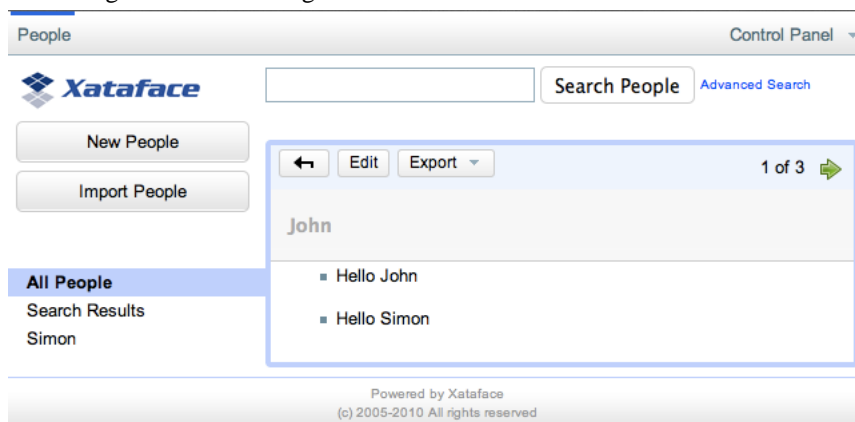 People Control Panel
Xataface Search People Advanced Search
New People
Import People
Edit Export 1 of 3
John
Hello John
Hello Simon
All People
Search Results
Simon
Powered by Xataface
(c) 2005-2010 All rights reserved